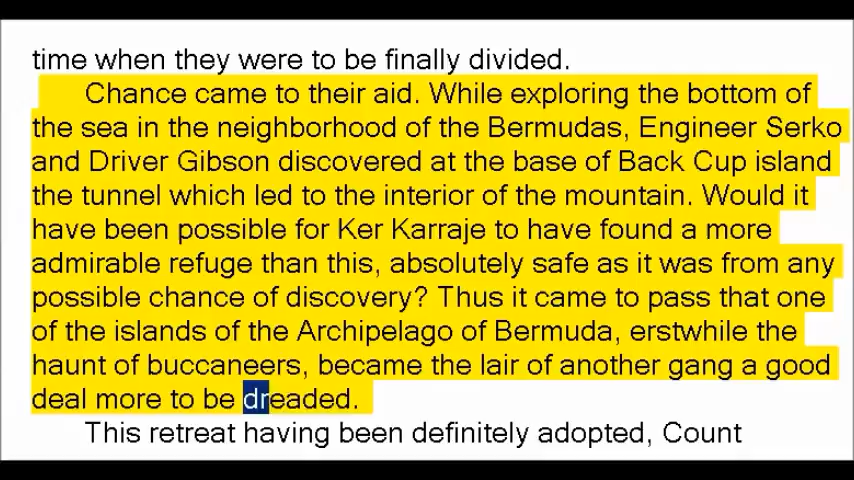 time when they were to be finally divided.
Chance came to their aid. While exploring the bottom of
the sea in the neighborhood of the Bermudas, Engineer Serko
and Driver Gibson discovered at the base of Back Cup island
the tunnel which led to the interior of the mountain. Would it
have been possible for Ker Karraje to have found a more
admirable refuge than this, absolutely safe as it was from any
possible chance of discovery? Thus it came to pass that one
of the islands of the Archipelago of Bermuda, erstwhile the
haunt of buccaneers, became the lair of another gang a good
deal more to be dreaded.
This retreat having been definitely adopted, Count